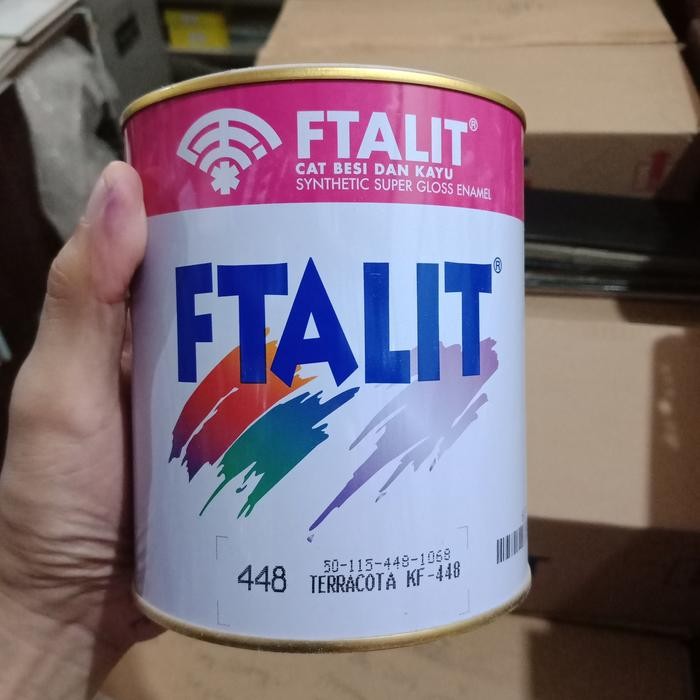 FTALIT®
CAT BESI DAN KAYU
SYNTHETIC SUPER GLOSS ENAMEL
FTALIT®
448
50-115-448-1068
TERRACOTA KF-448